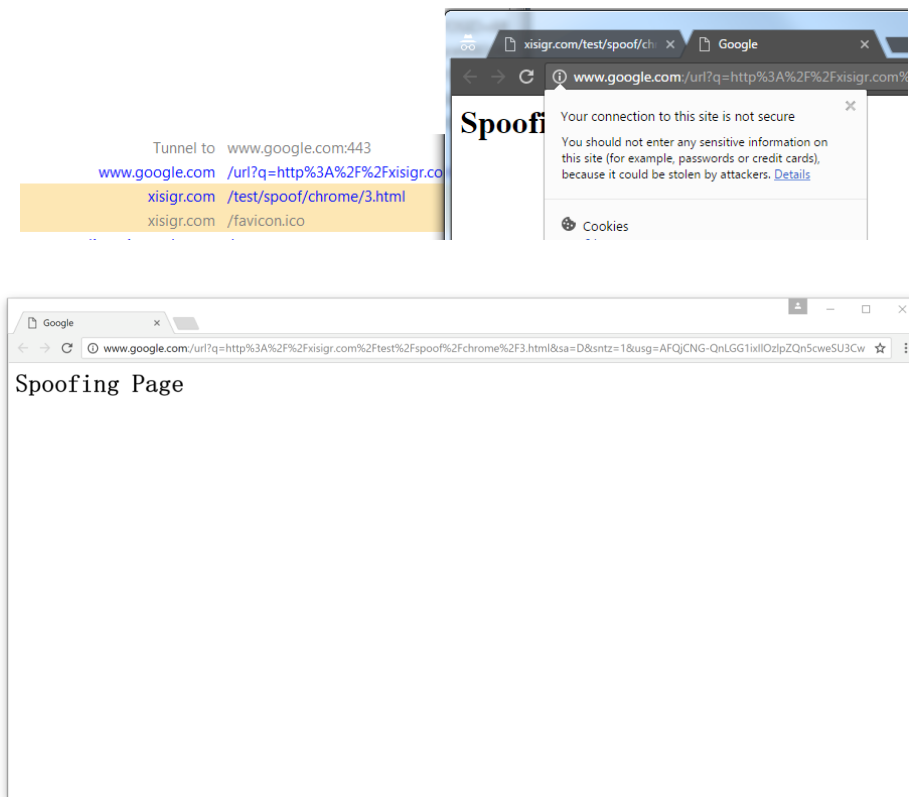 xisigr.com/test/spoof/ch
Google
www.google.com:/url?q=http%3A%2F%2Fxisigr.com%
Spoofi
Your connection to this site is not secure
You should not enter any sensitive information on
this site (for example, passwords or credit cards),
because it could be stolen by attackers. Details
Cookies
Tunnel to www.google.com:443
www.google.com /url?q=http%3A%2F%2Fxisigr.co
xisigr.com /test/spoof/chrome/3.html
xisigr.com /favicon.ico
Google
www.google.com:/url?q=http%3A%2F%2Fxisigr.com%2Ftest%2Fspoof%2Fchrome%2F3.html&sa=D&sntz=1&usg=AFQjCNG-QnLGG1ixIlOzlpZQn5cweSU3Cw
Spoofing Page